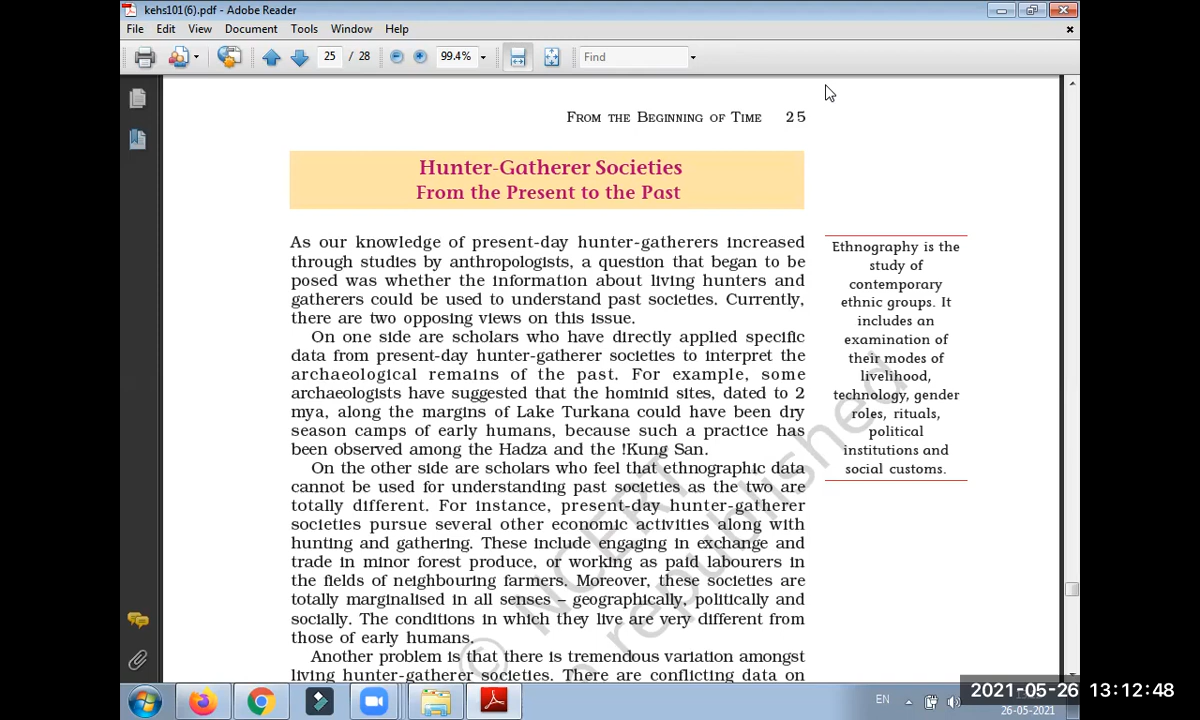 kehs101(6).pdf - Adobe Reader
File Edit View Document Tools Window Help
25 / 28 99.4% Find
FROM THE BEGINNING OF TIME 25
Hunter-Gatherer Societies
From the Present to the Past
As our knowledge of present-day hunter-gatherers increased
through studies by anthropologists, a question that began to be
posed was whether the information about living hunters and
gatherers could be used to understand past societies. Currently,
there are two opposing views on this issue.
On one side are scholars who have directly applied specific
data from present-day hunter-gatherer societies to interpret the
archaeological remains of the past. For example, some
archaeologists have suggested that the hominid sites, dated to 2
mya, along the margins of Lake Turkana could have been dry
season camps of early humans, because such a practice has
been observed among the Hadza and the !Kung San.
On the other side are scholars who feel that ethnographic data
cannot be used for understanding past societies as the two are
totally different. For instance, present-day hunter-gatherer
societies pursue several other economic activities along with
hunting and gathering. These include engaging in exchange and
trade in minor forest produce, or working as paid labourers in
the fields of neighbouring farmers. Moreover, these societies are
totally marginalised in all senses – geographically, politically and
socially. The conditions in which they live are very different from
those of early humans.
Another problem is that there is tremendous variation amongst
living hunter-gatherer societies. There are conflicting data on
Ethnography is the
study of
contemporary
ethnic groups. It
includes an
examination of
their modes of
livelihood,
technology, gender
roles, rituals,
political
institutions and
social customs.
© NCERT
republished
EN
2021-05-26 13:12:48
26-05-2021